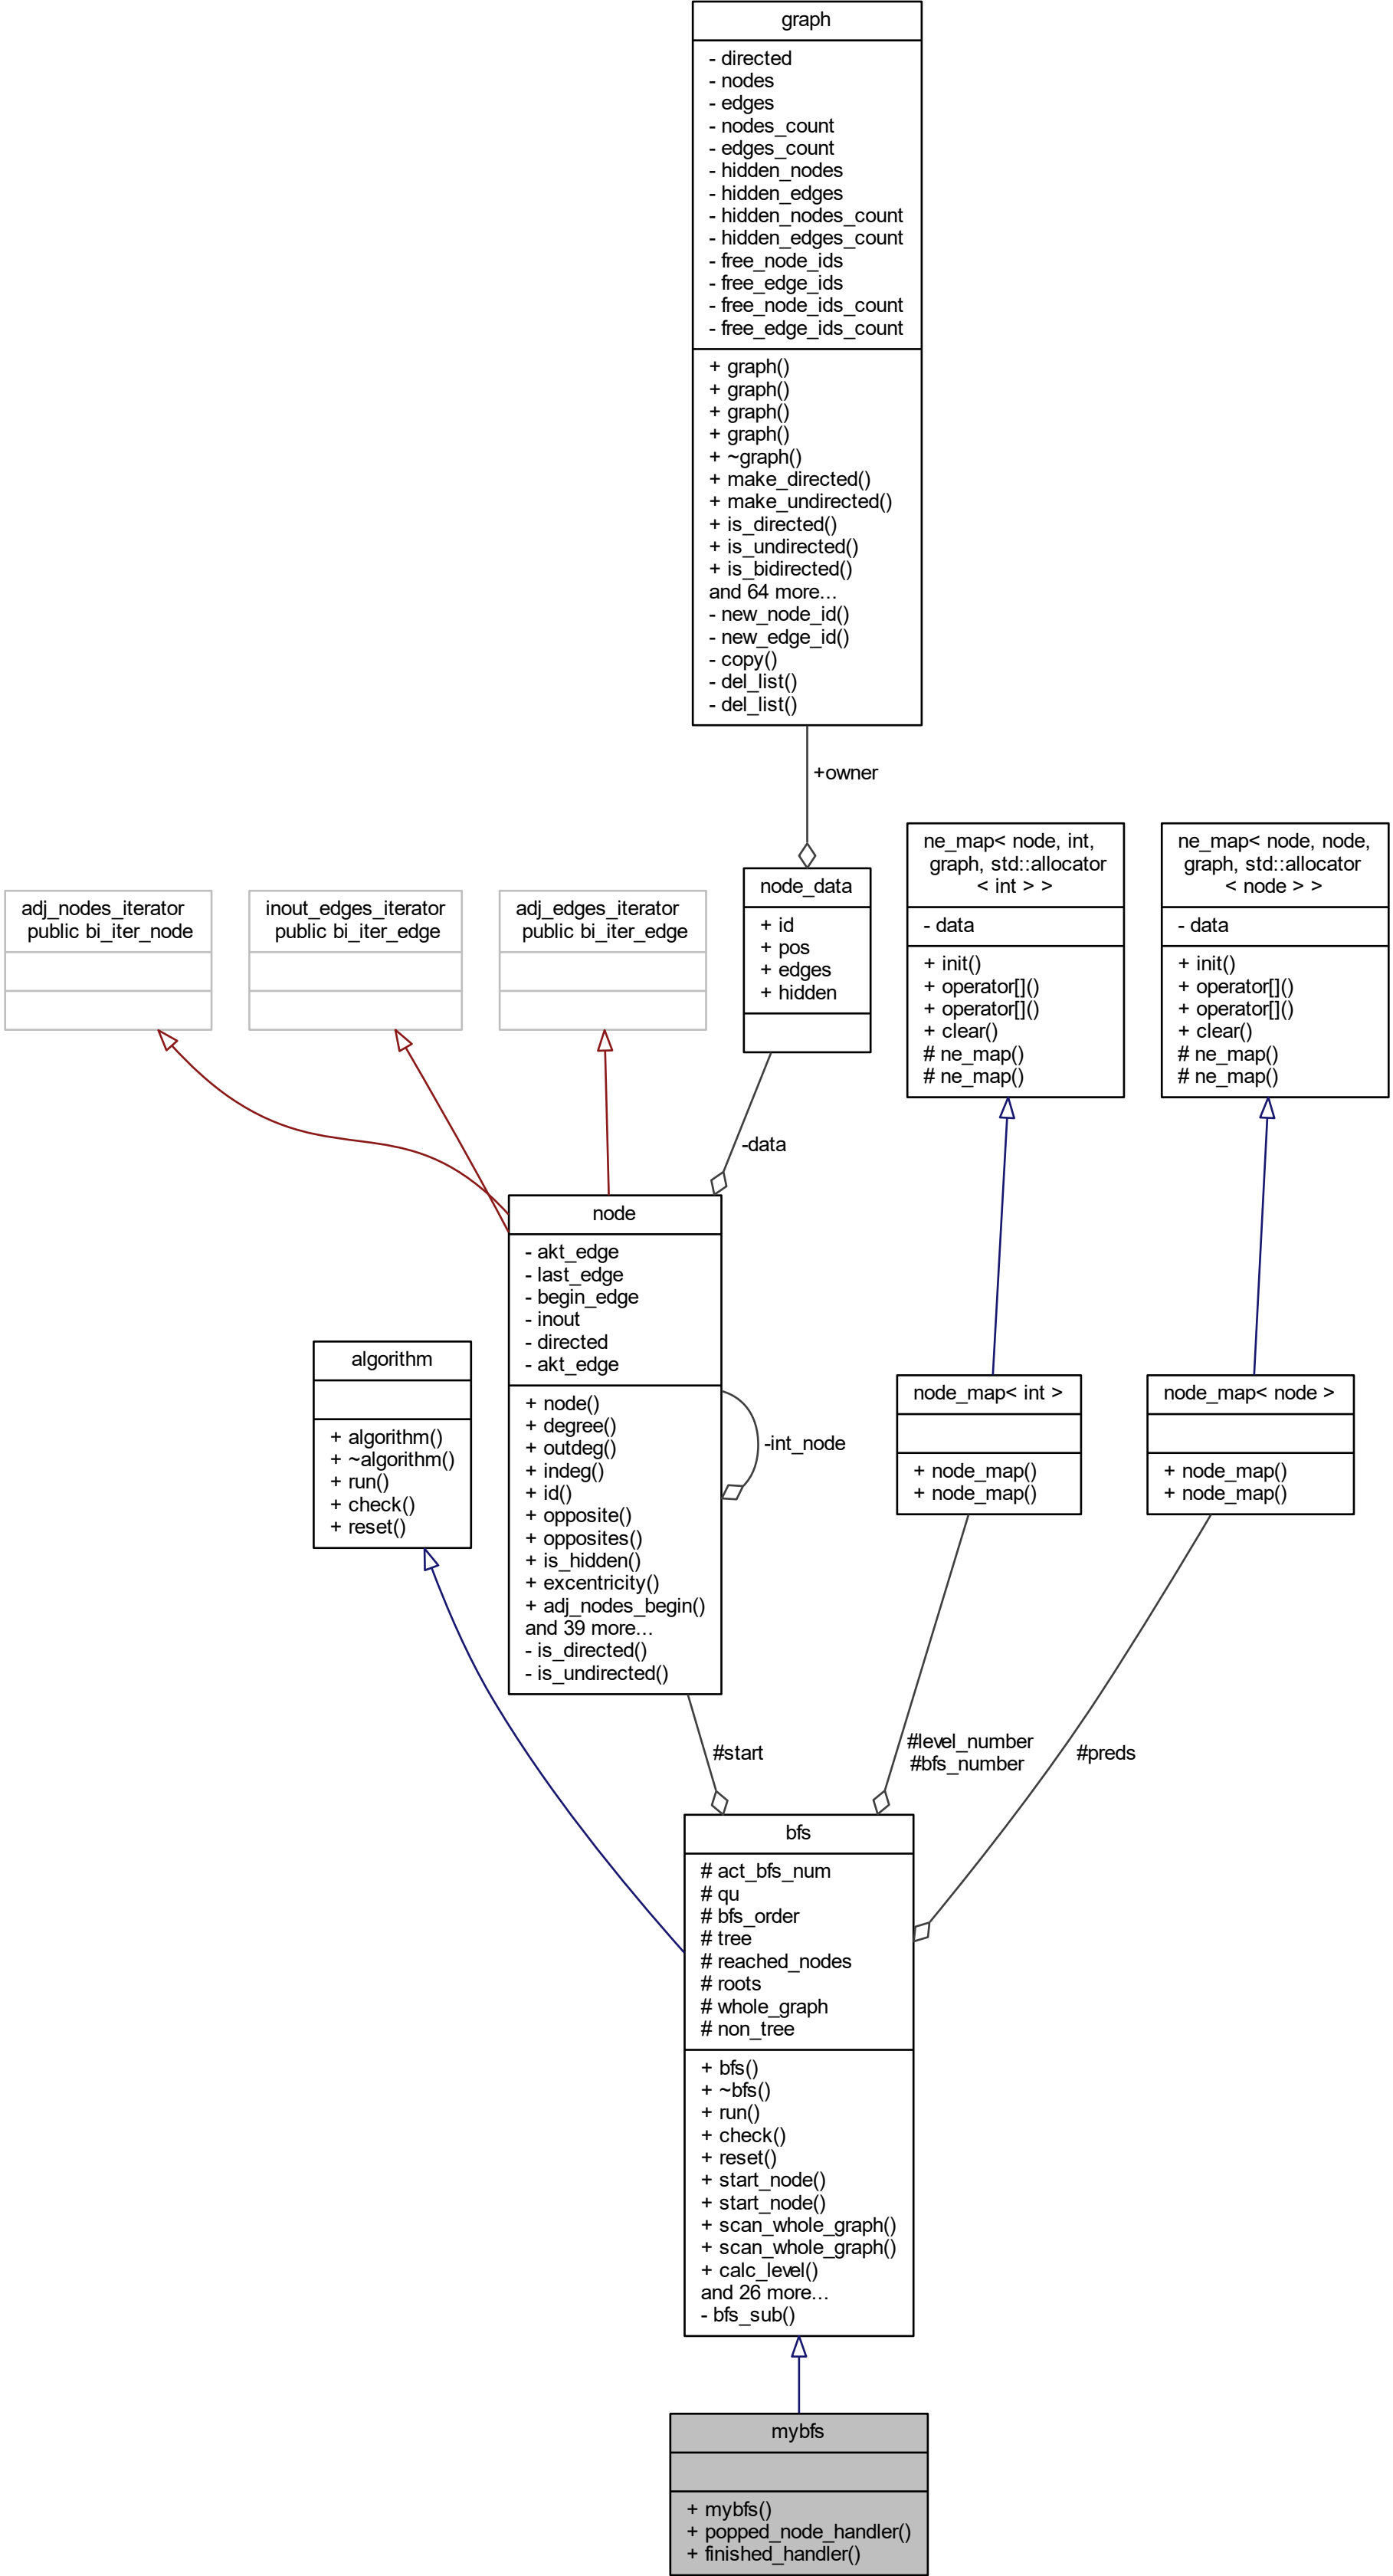 graph
- directed
- nodes
- edges
- nodes_count
- edges_count
- hidden_nodes
- hidden_edges
- hidden_nodes_count
- hidden_edges_count
- free_node_ids
- free_edge_ids
- free_node_ids_count
- free_edge_ids_count
+ graph()
+ graph()
+ graph()
+ graph()
+ ~graph()
+ make_directed()
+ make_undirected()
+ is_directed()
+ is_undirected()
+ is_bidirected()
and 64 more...
- new_node_id()
- new_edge_id()
- copy()
- del_list()
- del_list()
+owner
adj_nodes_iterator
public bi_iter_node
inout_edges_iterator
public bi_iter_edge
adj_edges_iterator
public bi_iter_edge
node_data
+ id
+ pos
+ edges
+ hidden
ne_map< node, int,
graph, std::allocator
< int > >
- data
+ init()
+ operator[]()
+ operator[]()
+ clear()
# ne_map()
# ne_map()
ne_map< node, node,
graph, std::allocator
< node > >
- data
+ init()
+ operator[]()
+ operator[]()
+ clear()
# ne_map()
# ne_map()
-data
node
- akt_edge
- last_edge
- begin_edge
- inout
- directed
- akt_edge
+ node()
+ degree()
+ outdeg()
+ indeg()
+ id()
+ opposite()
+ opposites()
+ is_hidden()
+ excentricity()
+ adj_nodes_begin()
and 39 more...
- is_directed()
- is_undirected()
-int_node
algorithm
+ algorithm()
+ ~algorithm()
+ run()
+ check()
+ reset()
node_map< int >
+ node_map()
+ node_map()
node_map< node >
+ node_map()
+ node_map()
#start
#level_number
#bfs_number
#preds
bfs
# act_bfs_num
# qu
# bfs_order
# tree
# reached_nodes
# roots
# whole_graph
# non_tree
+ bfs()
+ ~bfs()
+ run()
+ check()
+ reset()
+ start_node()
+ start_node()
+ scan_whole_graph()
+ scan_whole_graph()
+ calc_level()
and 26 more...
- bfs_sub()
mybfs
+ mybfs()
+ popped_node_handler()
+ finished_handler()